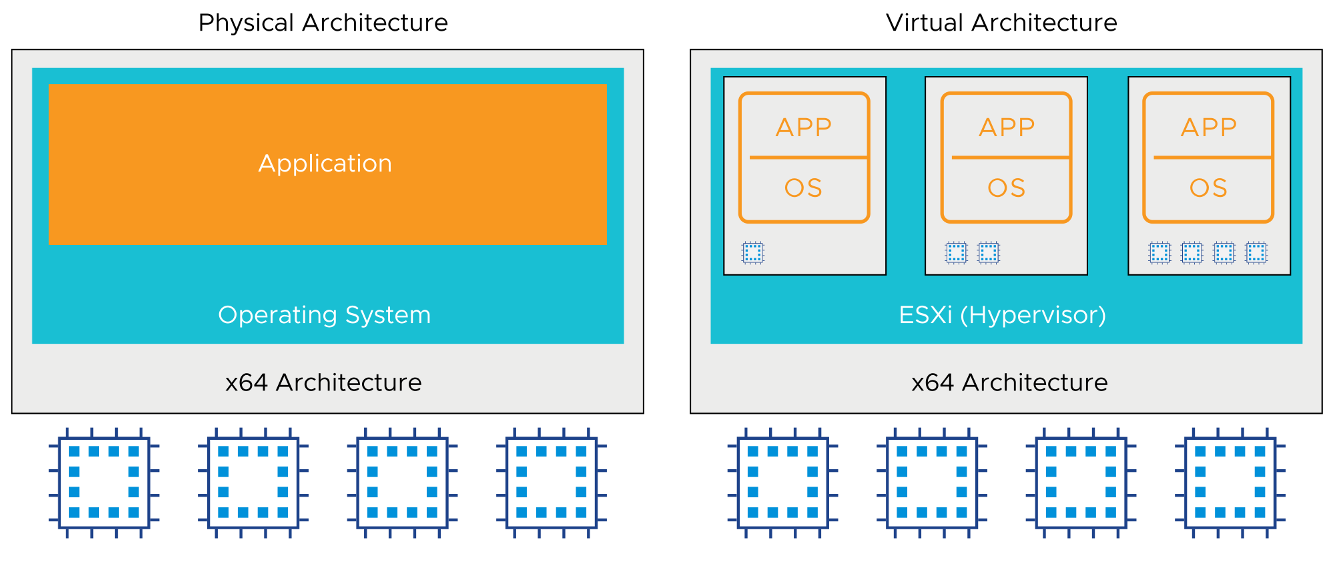 Physical Architecture
Application
Operating System
x64 Architecture
Virtual Architecture
APP
OS
APP
OS
APP
OS
ESXi (Hypervisor)
x64 Architecture